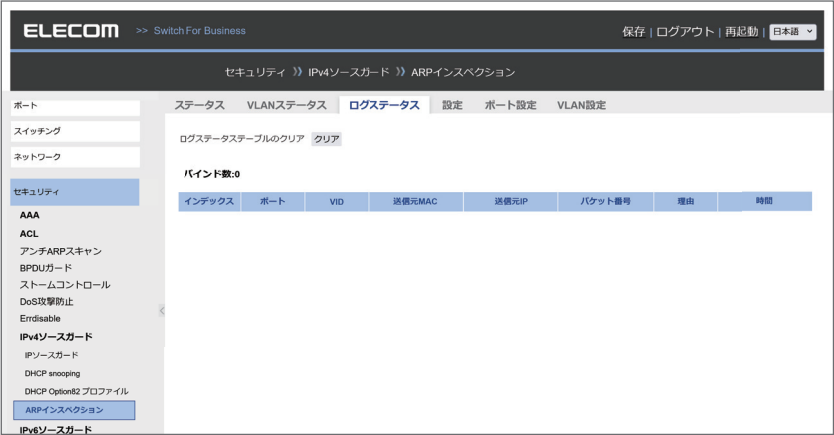 ELECOM >> Switch For Business 保存 | ログアウト | 再起動 | 日本語
セキュリティ 》 IPv4ソースガード 》 ARPインスペクション
ステータス VLANステータス ログステータス 設定 ポート設定 VLAN設定
ポート
スイッチング
ネットワーク
セキュリティ
AAA
ACL
アンチARPスキャン
BPDUガード
ストームコントロール
DoS攻撃防止
Errdisable
IPv4ソースガード
IPソースガード
DHCP snooping
DHCP Option82 プロファイル
ARPインスペクション
IPv6ソースガード
ログステータステーブルのクリア クリア
バインド数:0
インデックス ポート VID 送信元MAC 送信元IP パケット番号 理由 時間